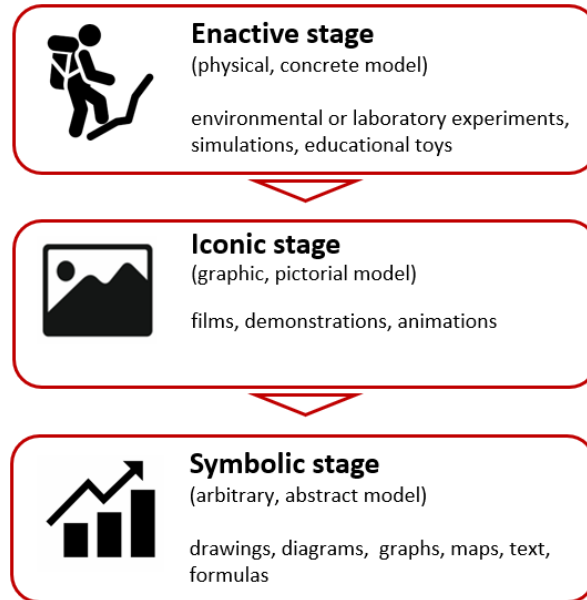 Enactive stage
(physical, concrete model)
environmental or laboratory experiments,
simulations, educational toys
Iconic stage
(graphic, pictorial model)
films, demonstrations, animations
Symbolic stage
(arbitrary, abstract model)
drawings, diagrams,  graphs, maps, text,
formulas